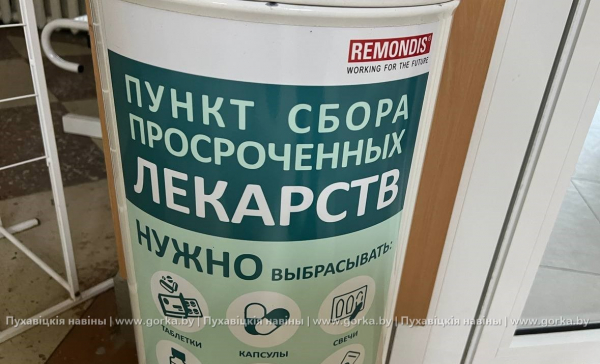 REMONDIS®
WORKING FOR THE FUTURE
ПУНКТ СБОРА
ПРОСРОЧЕННЫХ
ЛЕКАРСТВ
НУЖНО ВЫБРАСЫВАТЬ:
Пухавіцкія навіны | www.gorka.by | Пухавіцкія навіны | www.gorka.by | Пухавіцкія навіны | www.gorka.by
ТАБЛЕТКИ
КАПСУЛЫ
СВЕЧИ